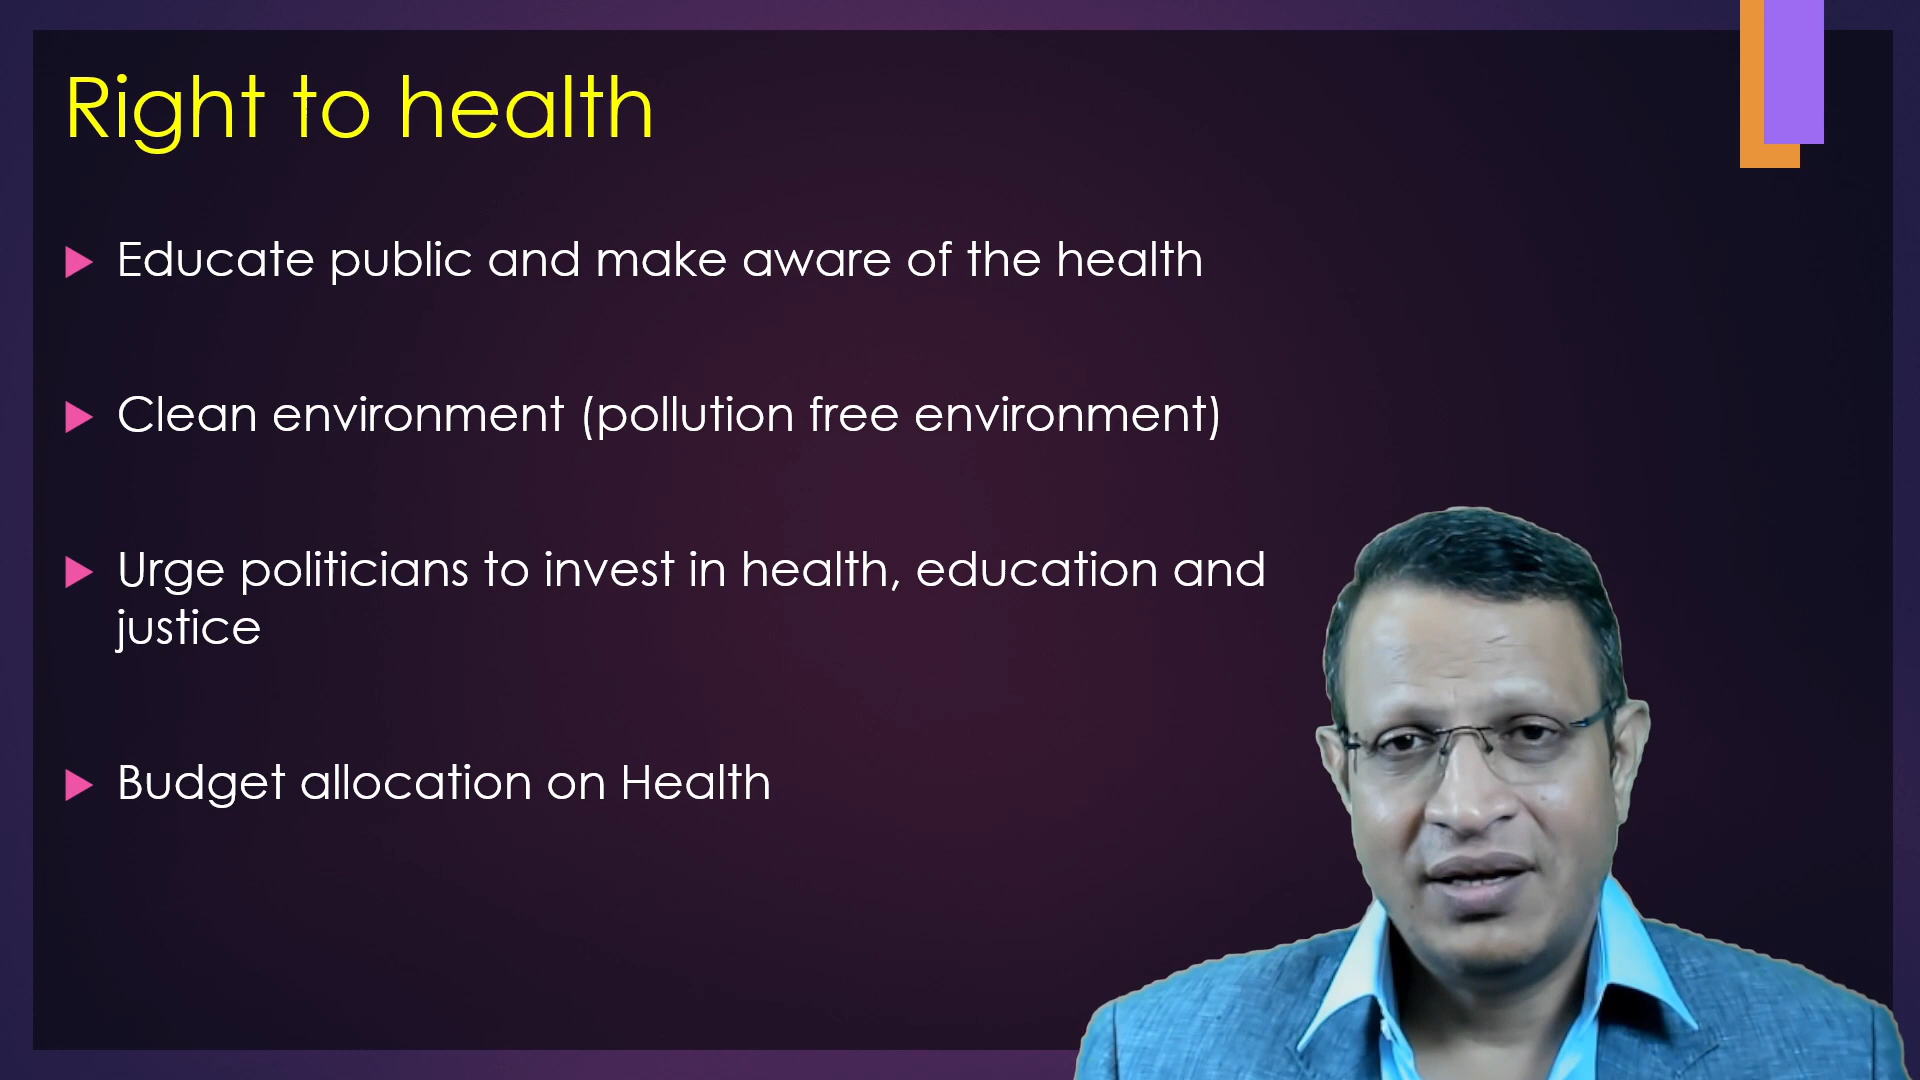 Right to health
Educate public and make aware of the health
Clean environment (pollution free environment)
Urge politicians to invest in health, education and
justice
Budget allocation on Health